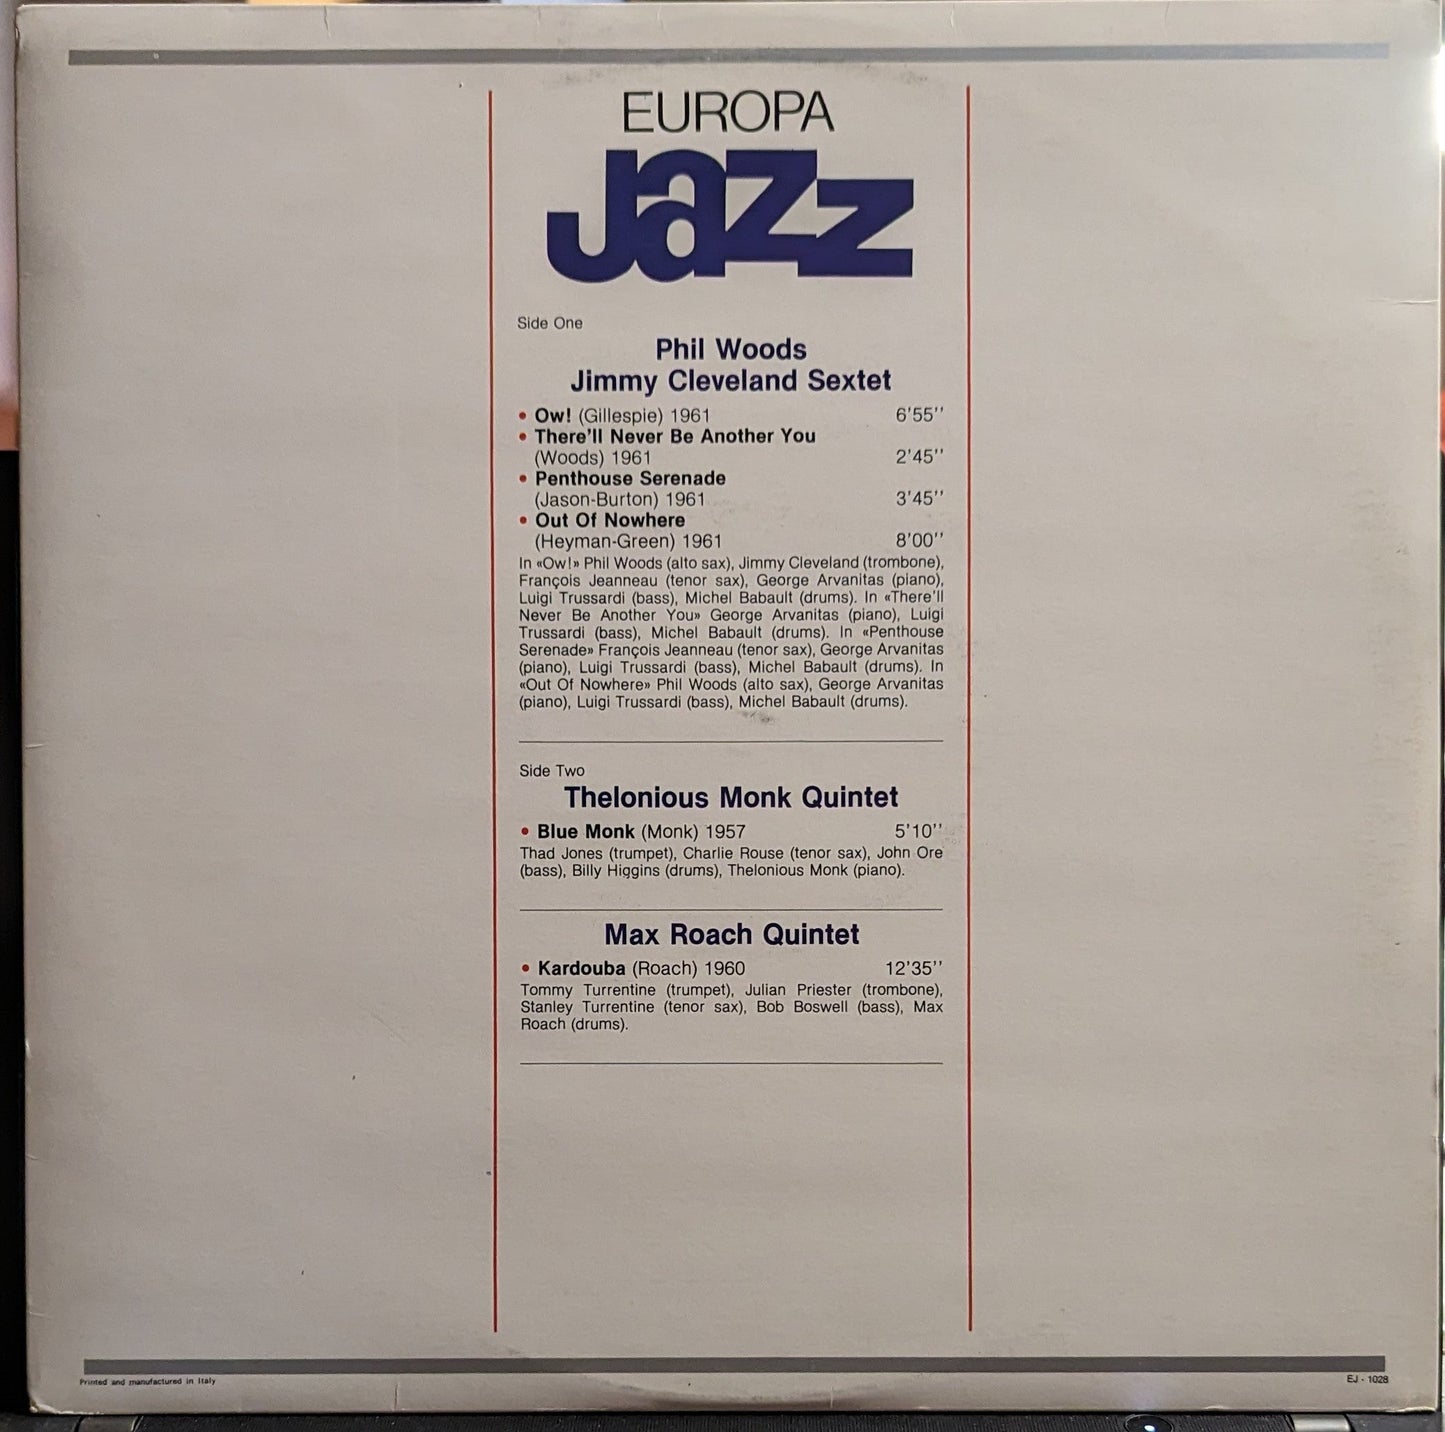 EUROPA
Jazz
Side One
Phil Woods
Jimmy Cleveland Sextet
• Ow! (Gillespie) 1961 6'55''
• There'll Never Be Another You
(Woods) 1961 2'45''
• Penthouse Serenade
(Jason-Burton) 1961 3'45''
• Out Of Nowhere
(Heyman-Green) 1961 8'00''
In «Ow!» Phil Woods (alto sax), Jimmy Cleveland (trombone),
François Jeanneau (tenor sax), George Arvanitas (piano),
Luigi Trussardi (bass), Michel Babault (drums). In «There'll
Never Be Another You» George Arvanitas (piano), Luigi
Trussardi (bass), Michel Babault (drums). In «Penthouse
Serenade» François Jeanneau (tenor sax), George Arvanitas
(piano), Luigi Trussardi (bass), Michel Babault (drums). In
«Out Of Nowhere» Phil Woods (alto sax), George Arvanitas
(piano), Luigi Trussardi (bass), Michel Babault (drums).
Side Two
Thelonious Monk Quintet
• Blue Monk (Monk) 1957 5'10''
Thad Jones (trumpet), Charlie Rouse (tenor sax), John Ore
(bass), Billy Higgins (drums), Thelonious Monk (piano).
Max Roach Quintet
• Kardouba (Roach) 1960 12'35''
Tommy Turrentine (trumpet), Julian Priester (trombone),
Stanley Turrentine (tenor sax), Bob Boswell (bass), Max
Roach (drums).
Printed and manufactured in Italy
EJ - 1028